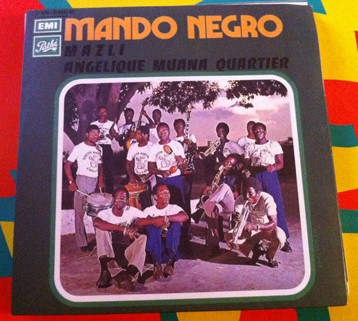 EMI
Pathé
MANDO NEGRO
MAZLI
ANGELIQUE MUANA QUARTIER